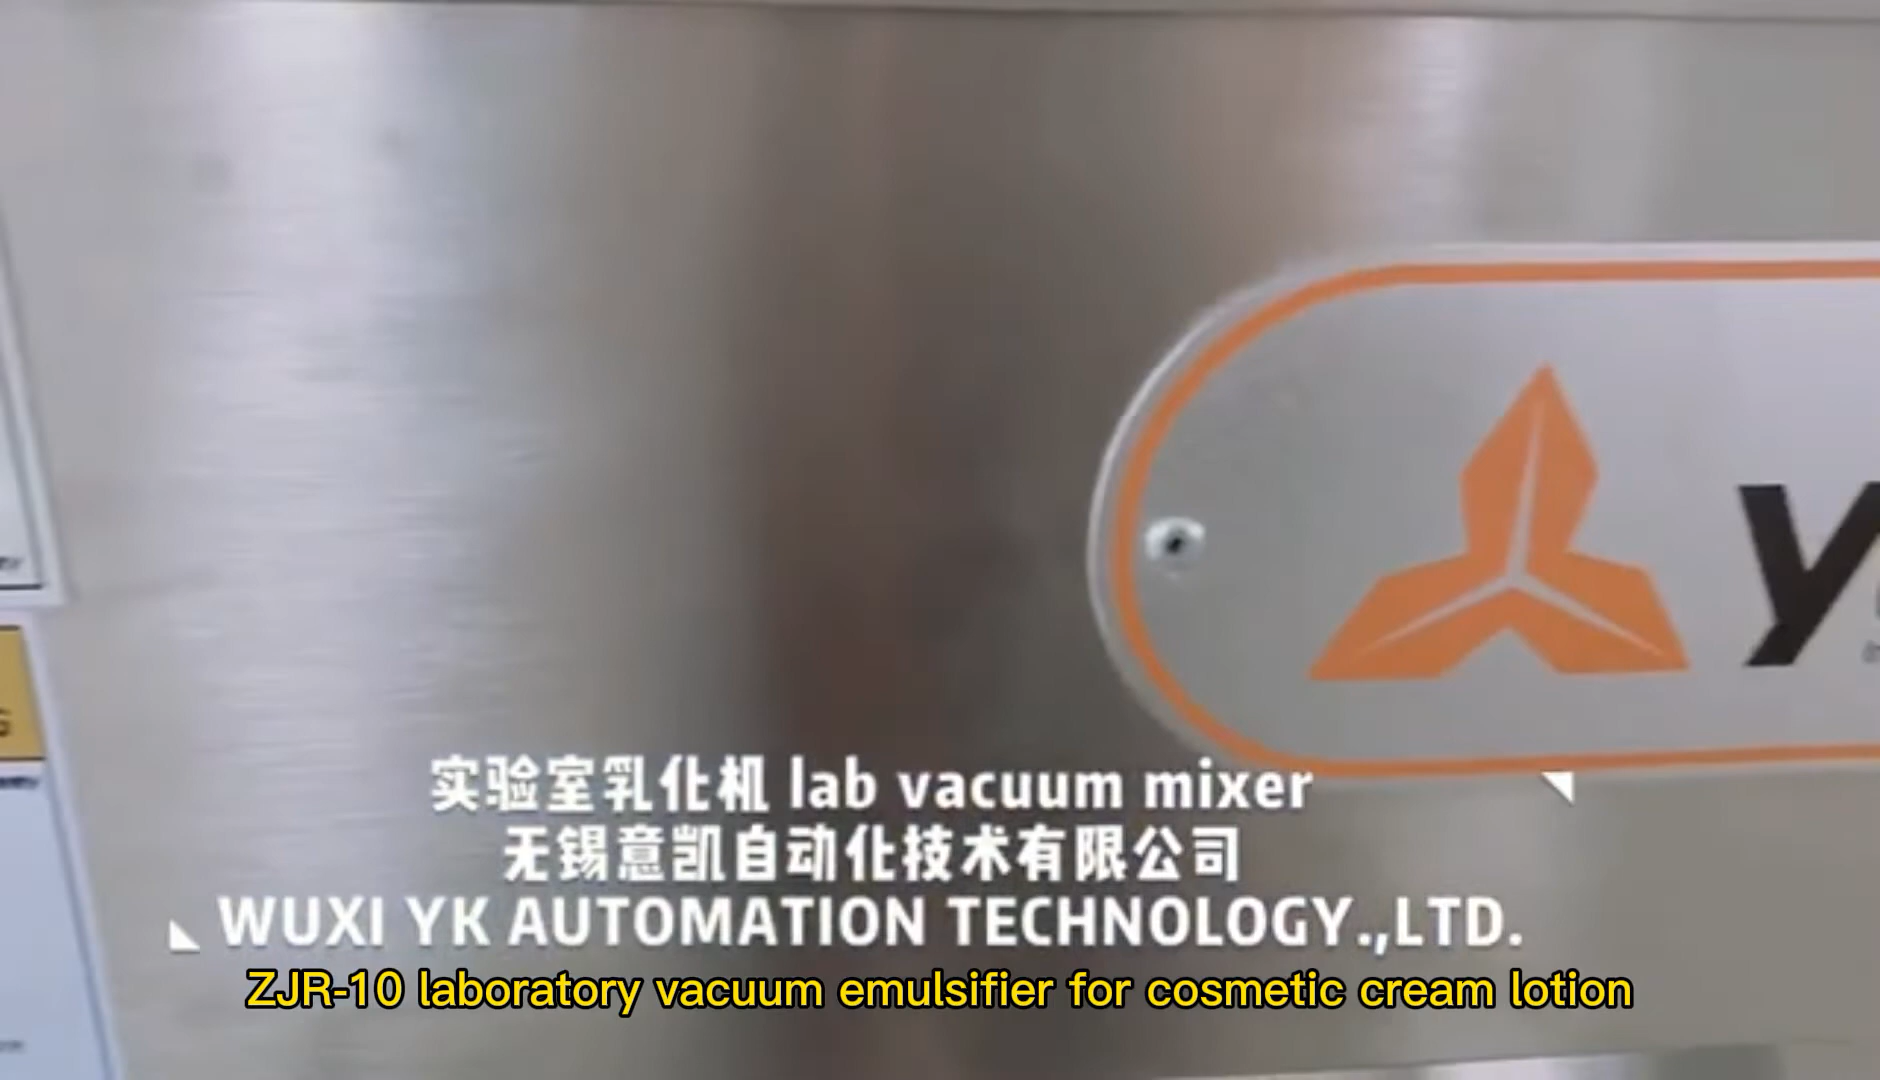 实验室乳化机 lab vacuum mixer
无锡意凯自动化技术有限公司
WUXI YK AUTOMATION TECHNOLOGY.,LTD.
ZJR-10 laboratory vacuum emulsifier for cosmetic cream lotion